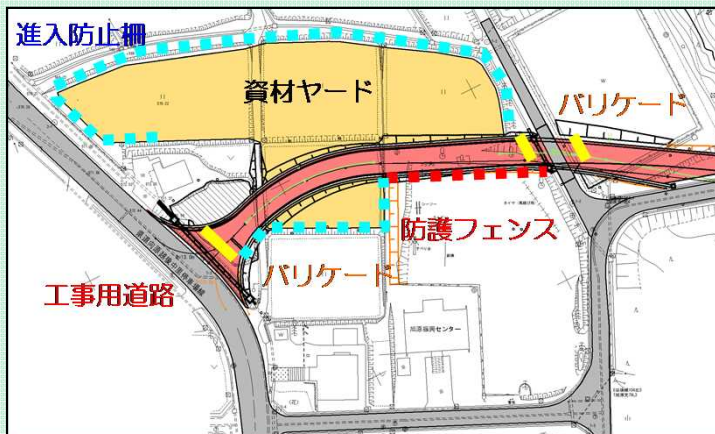 進入防止柵
資材ヤード
バリケード
防護フェンス
バリケード
工事用道路